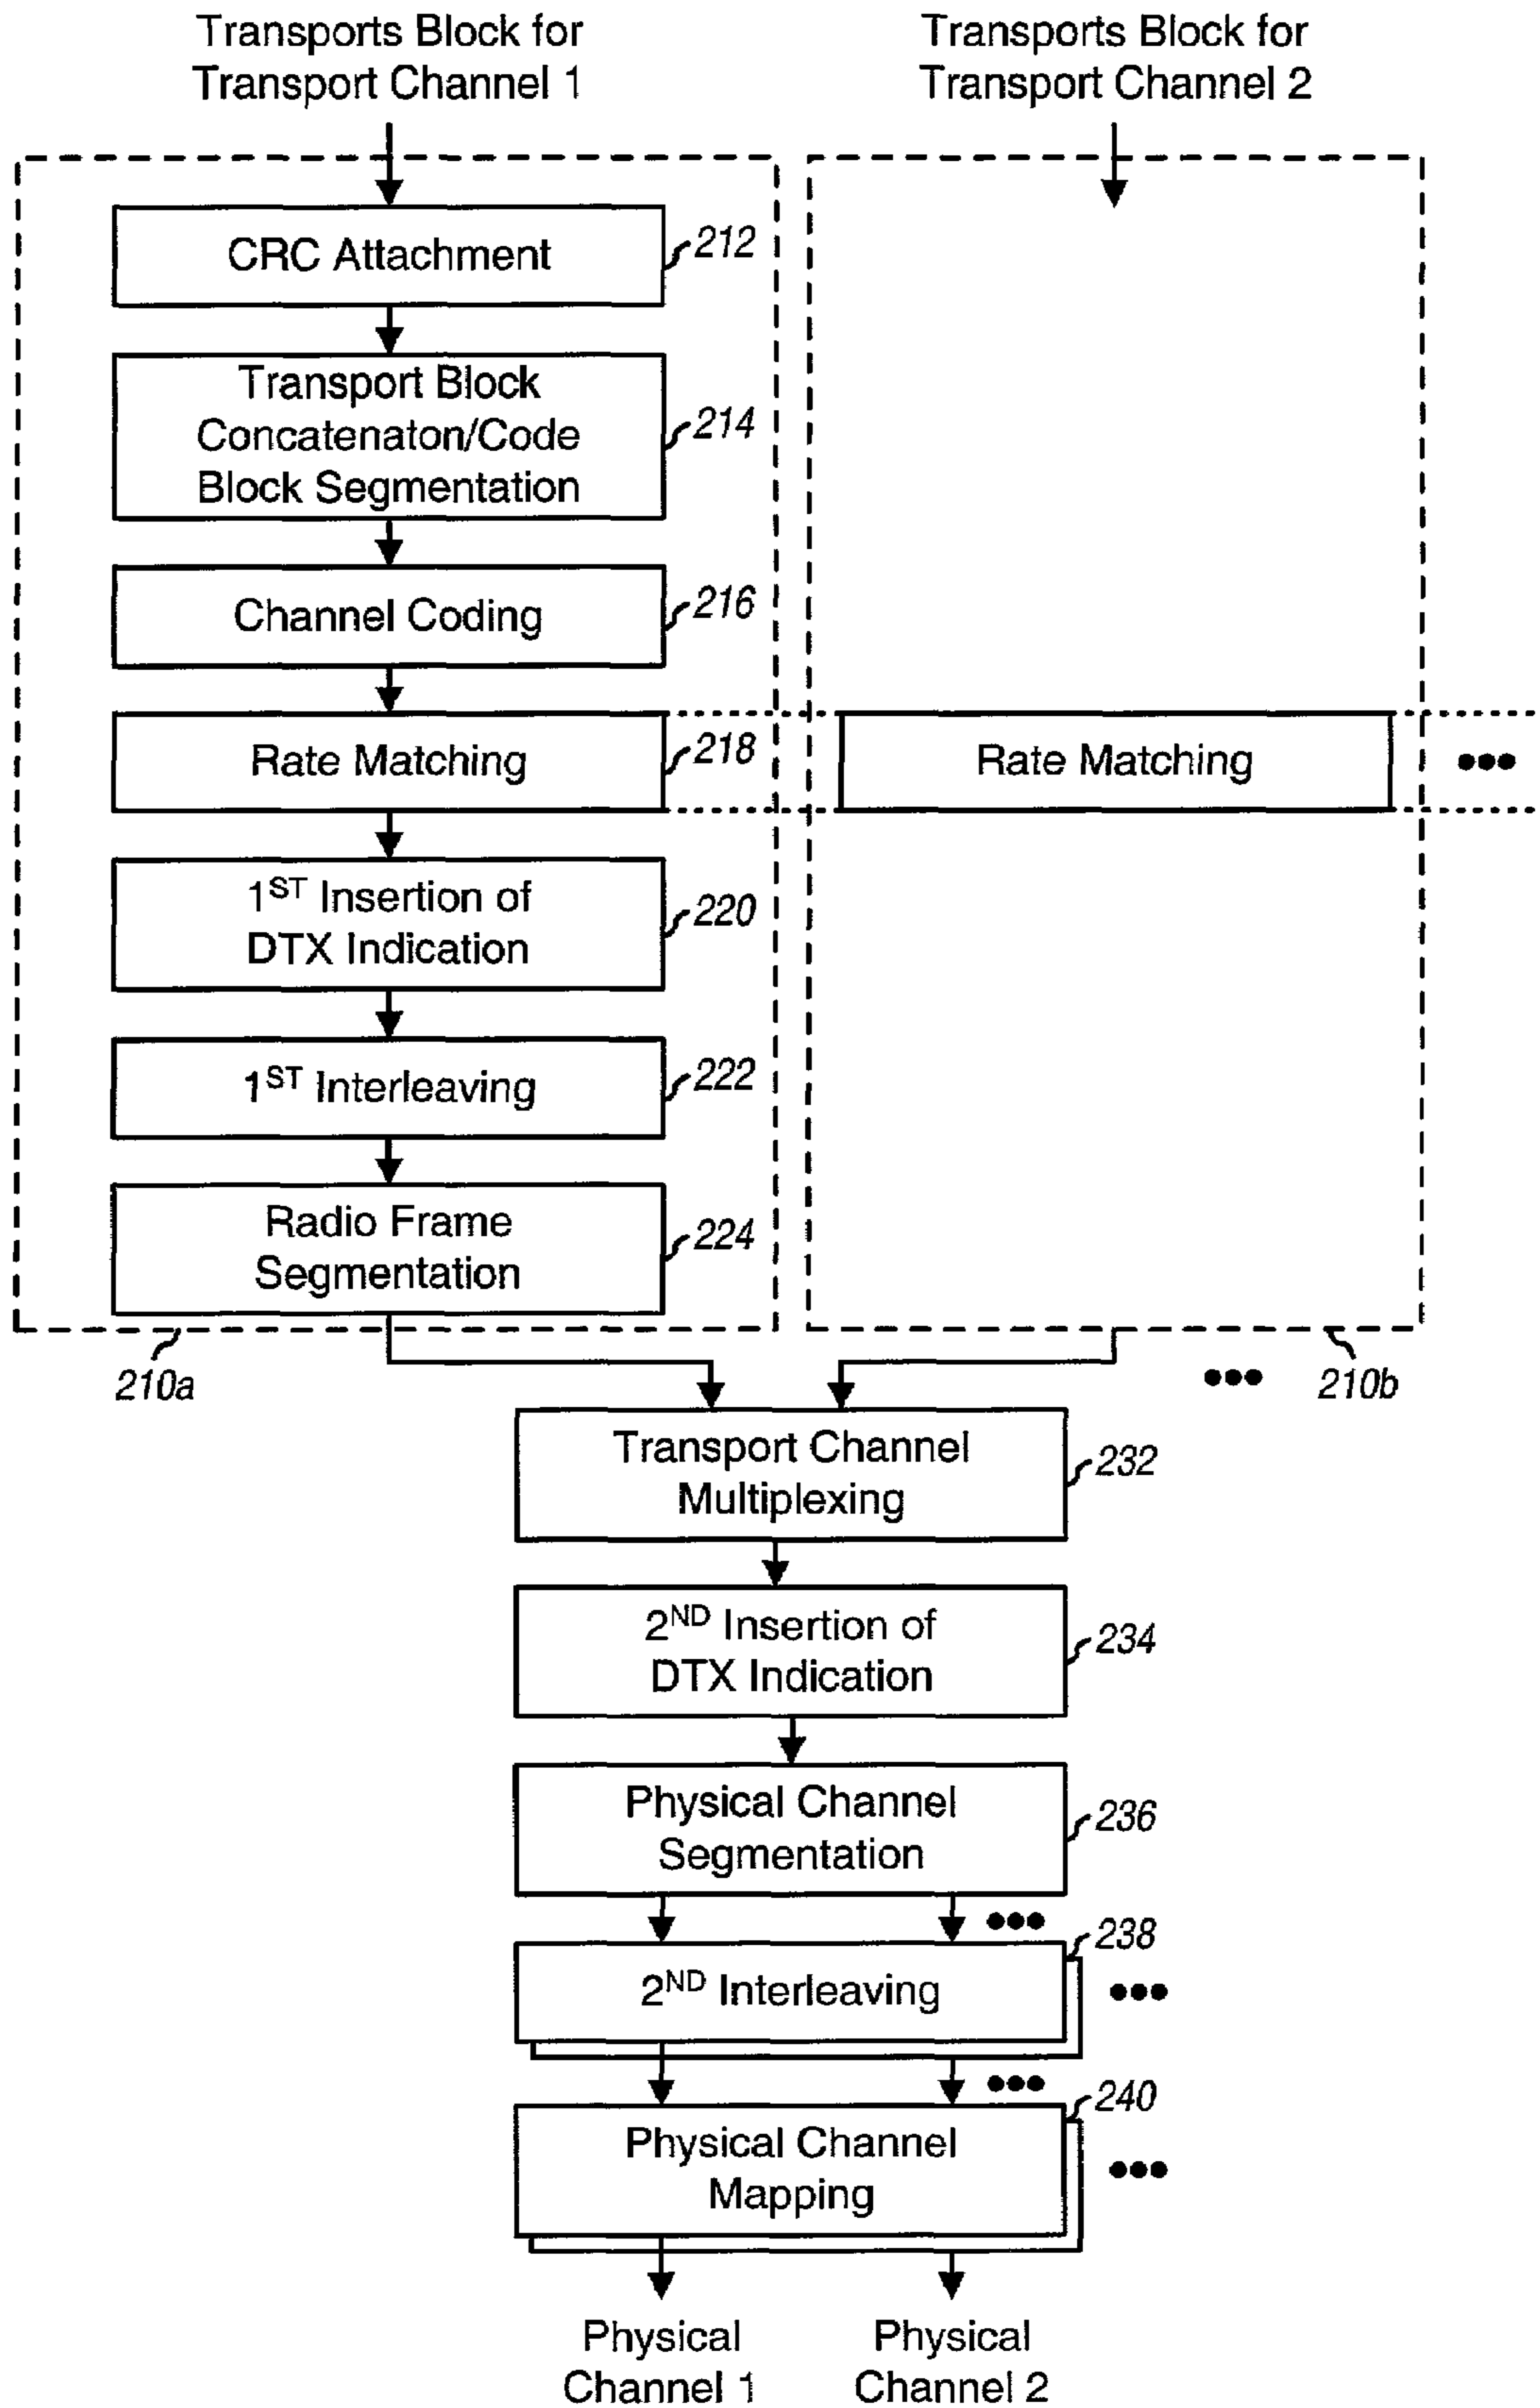 Transports Block for
Transport Channel 1
Transports Block for
Transport Channel 2
CRC Attachment
212
Transport Block
Concatenaton/Code
Block Segmentation
214
Channel Coding
216
Rate Matching
218
Rate Matching
•••
1ST Insertion of
DTX Indication
220
1ST Interleaving
222
Radio Frame
Segmentation
224
210a
•••
210b
Transport Channel
Multiplexing
232
2ND Insertion of
DTX Indication
234
Physical Channel
Segmentation
236
•••
238
2ND Interleaving
•••
•••
240
Physical Channel
Mapping
•••
Physical
Channel 1
Physical
Channel 2